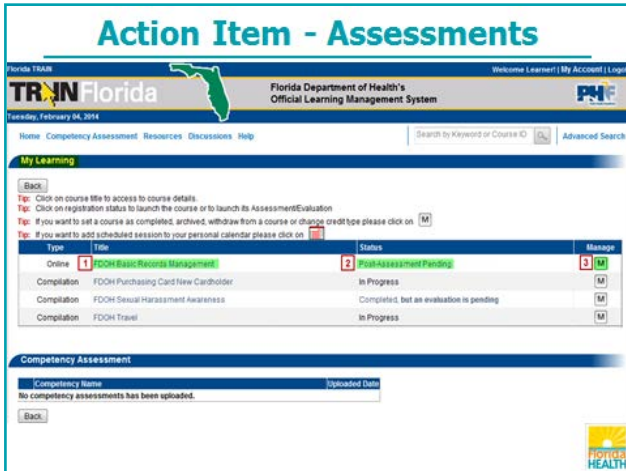 Action Item - Assessments
Florida TRAIN
Welcome Learner! | My Account | Logo
TRAIN Florida
Florida Department of Health's
Official Learning Management System
PHF
Tuesday, February 04, 2014
Home Competency Assessment Resources Discussions Help
Search by Keyword or Course ID
Advanced Search
My Learning
Back
Tip: Click on course title to access to course details.
Tip: Click on registration status to launch the course or to launch its Assessment/Evaluation
Tip: If you want to set a course as completed, archived, withdraw from a course or change credit type please click on M
Tip: If you want to add scheduled session to your personal calendar please click on
Type Title Status Manage
Online 1 FDOH Basic Records Management 2 Post-Assessment Pending 3 M
Compilation FDOH Purchasing Card New Cardholder In Progress M
Compilation FDOH Sexual Harassment Awareness Completed, but an evaluation is pending M
Compilation FDOH Travel In Progress M
Competency Assessment
Competency Name Uploaded Date
No competency assessments has been uploaded.
Back
Florida
HEALTH